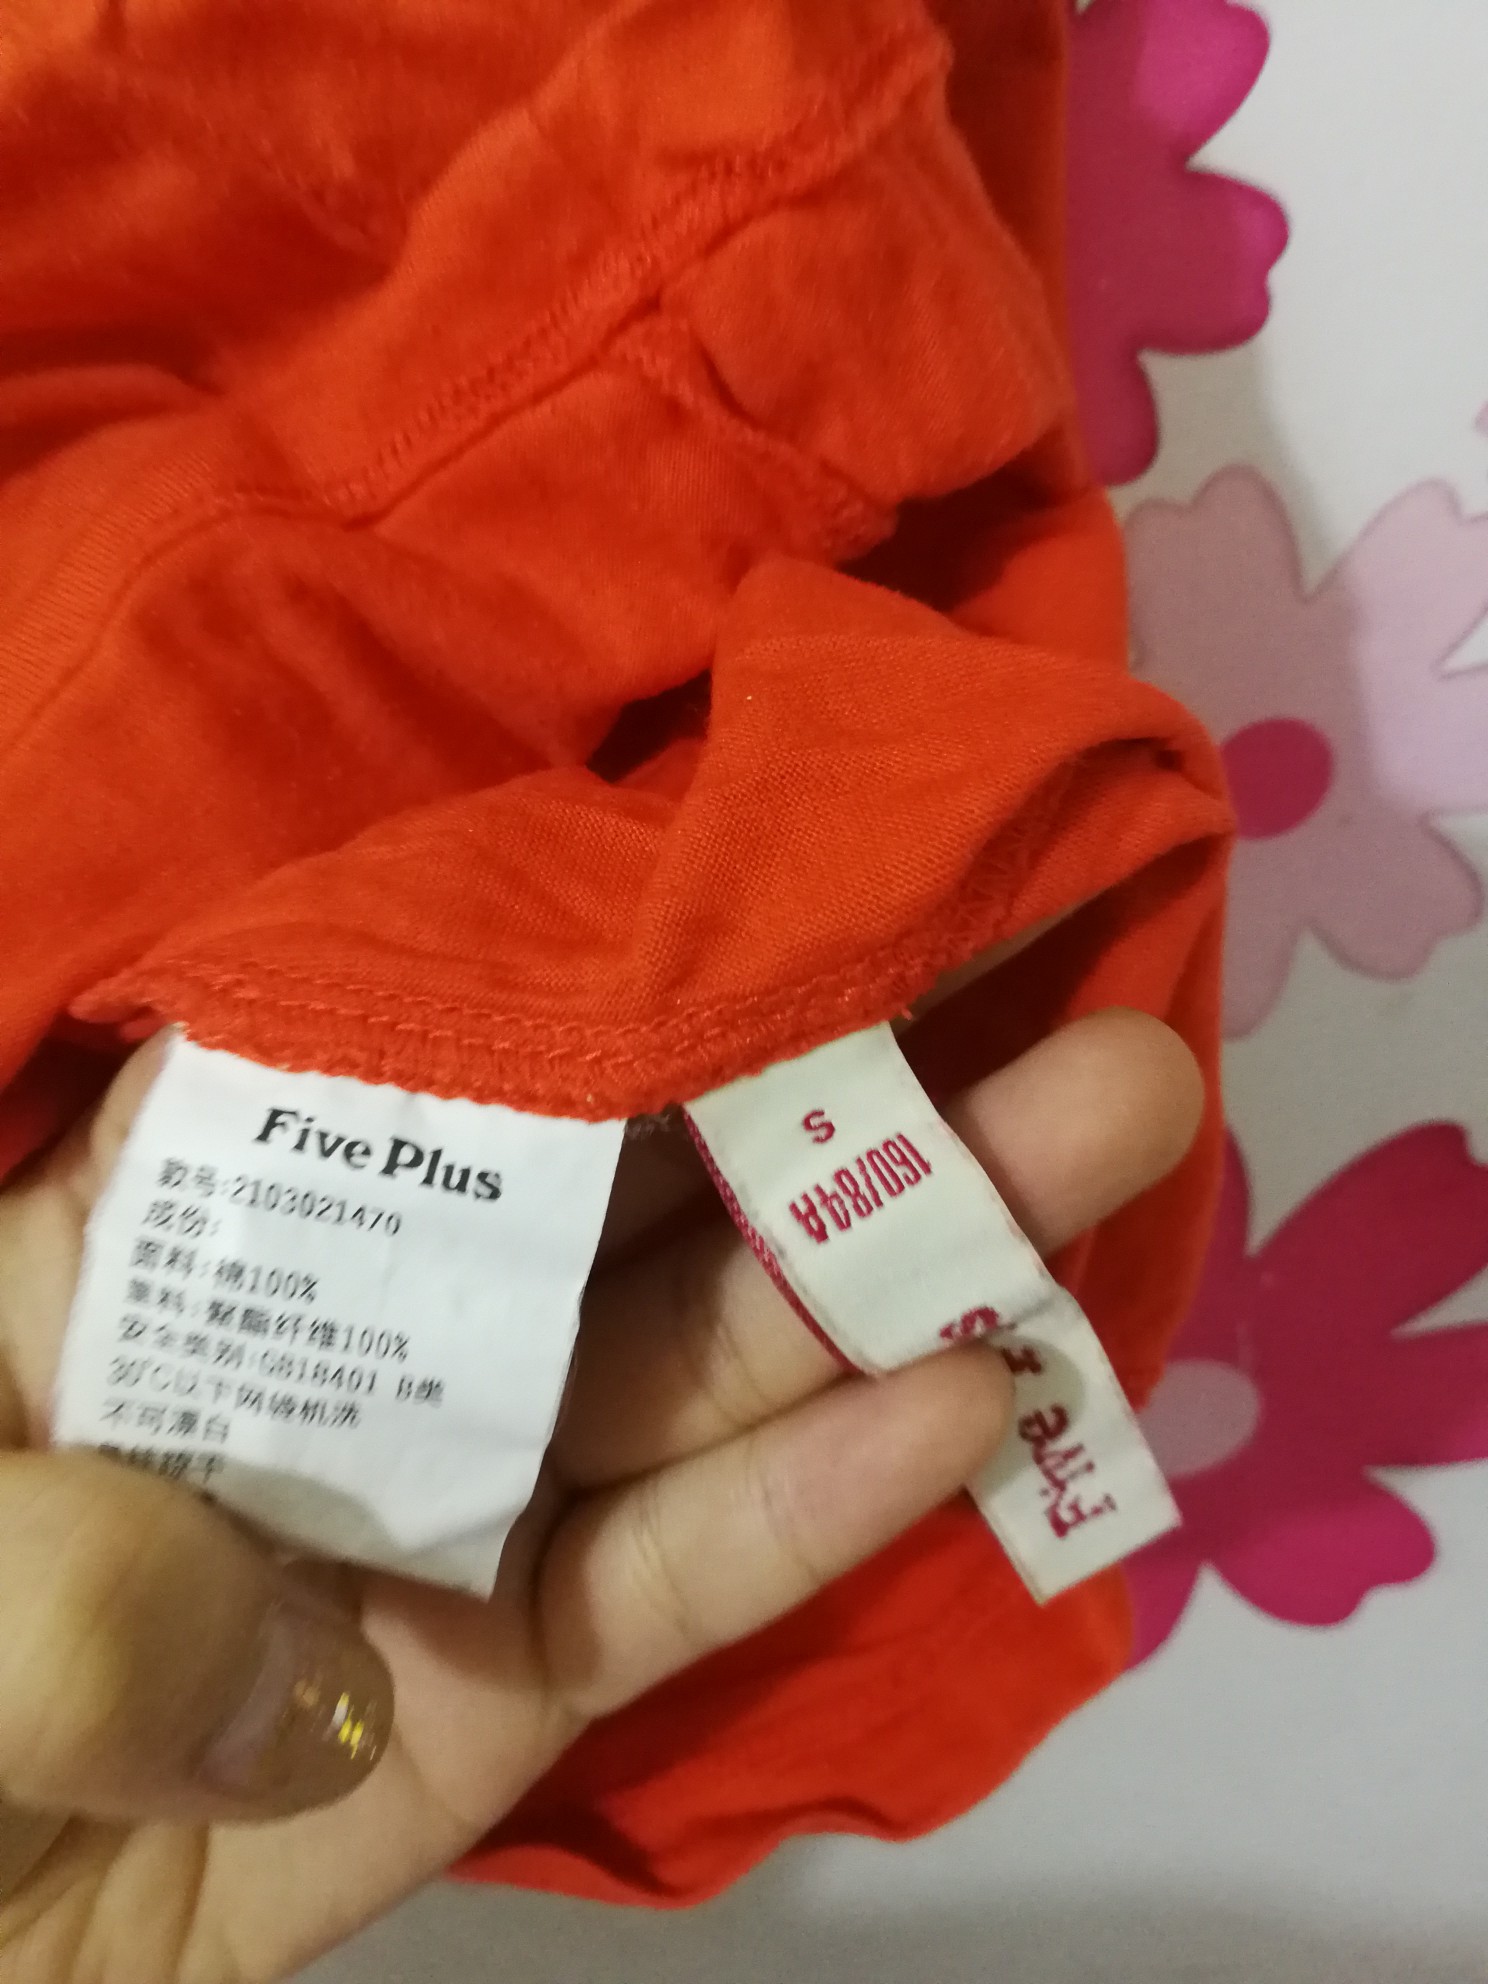 Five Plus
款号:2103021470
成份:
面料:棉100%
里料:聚酯纤维100%
安全类别:GB18401 B类
30℃以下网袋机洗
不可漂白
S
160/84A
Five